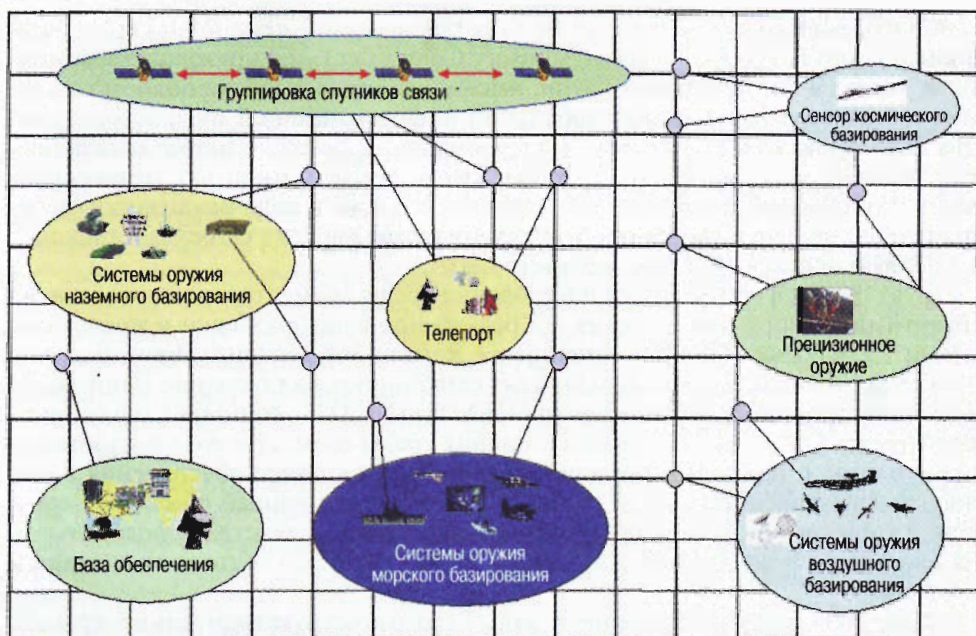 Группировка спутников связи
Сенсор космического
базирования
Системы оружия
наземного базирования
Телепорт
Прецизионное
оружие
База обеспечения
Системы оружия
морского базирования
Системы оружия
воздушного
базирования